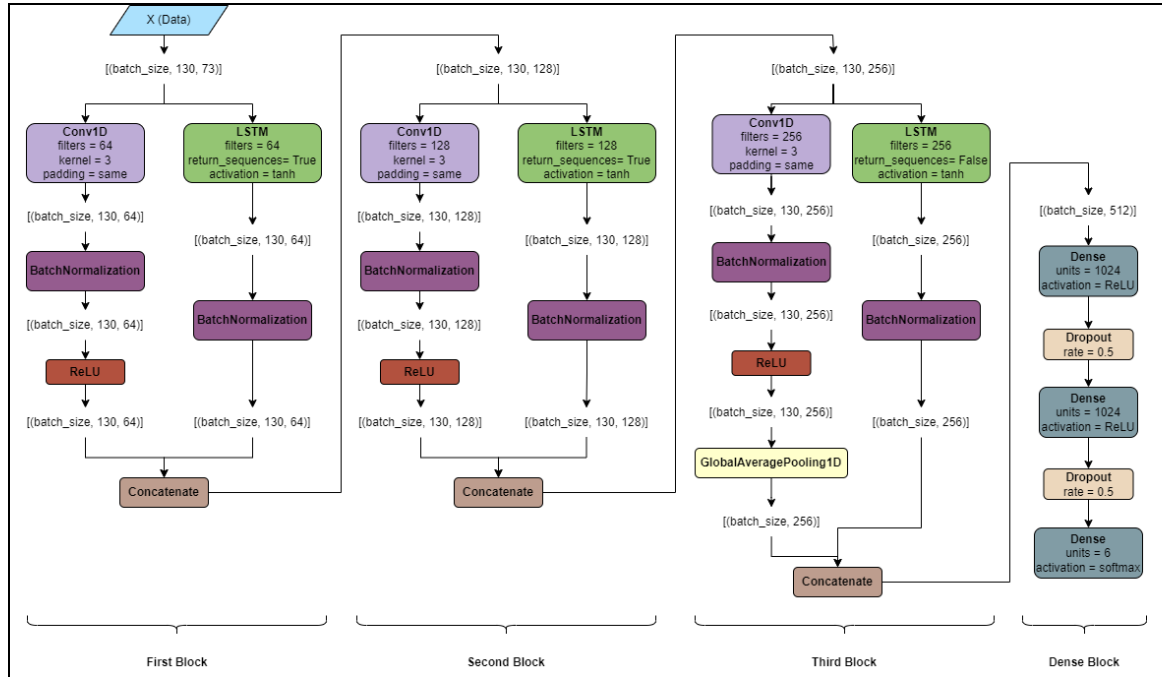 X (Data)
[(batch_size, 130, 73)]
Conv1D
filters = 64
kernel = 3
padding = same
LSTM
filters = 64
return_sequences= True
activation = tanh
[(batch_size, 130, 64)]
[(batch_size, 130, 64)]
BatchNormalization
BatchNormalization
[(batch_size, 130, 64)]
ReLU
[(batch_size, 130, 64)]
[(batch_size, 130, 64)]
Concatenate
First Block
[(batch_size, 130, 128)]
Conv1D
filters = 128
kernel = 3
padding = same
LSTM
filters = 128
return_sequences= True
activation = tanh
[(batch_size, 130, 128)]
[(batch_size, 130, 128)]
BatchNormalization
BatchNormalization
[(batch_size, 130, 128)]
ReLU
[(batch_size, 130, 128)]
[(batch_size, 130, 128)]
Concatenate
Second Block
[(batch_size, 130, 256)]
Conv1D
filters = 256
kernel = 3
padding = same
LSTM
filters = 256
return_sequences= False
activation = tanh
[(batch_size, 130, 256)]
[(batch_size, 256)]
BatchNormalization
BatchNormalization
[(batch_size, 130, 256)]
ReLU
[(batch_size, 130, 256)]
[(batch_size, 256)]
GlobalAveragePooling1D
[(batch_size, 256)]
Concatenate
Third Block
[(batch_size, 512)]
Dense
units = 1024
activation = ReLU
Dropout
rate = 0.5
Dense
units = 1024
activation = ReLU
Dropout
rate = 0.5
Dense
units = 6
activation = softmax
Dense Block